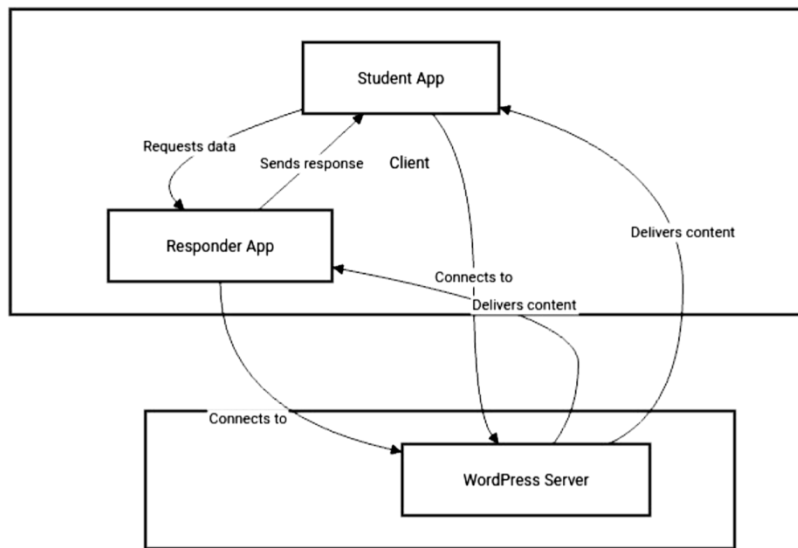 Student App
Requests data
Sends response
Client
Delivers content
Responder App
Connects to
Delivers content
Connects to
WordPress Server